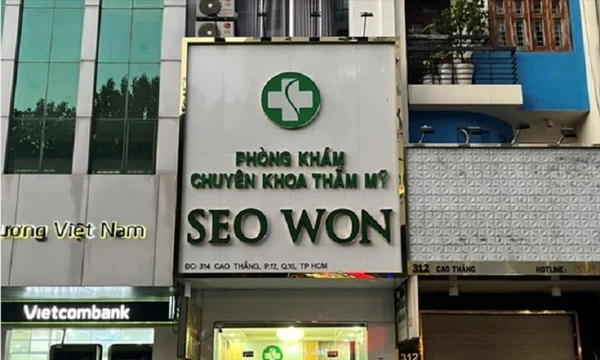 PHÒNG KHÁM
CHUYÊN KHOA THẨM MỸ
SEO WON
ĐC: 314 CAO THẮNG, P.12, Q.10, TP HCM
ương Việt Nam
Vietcombank
312 CAO THẮNG HOTLINE:
312